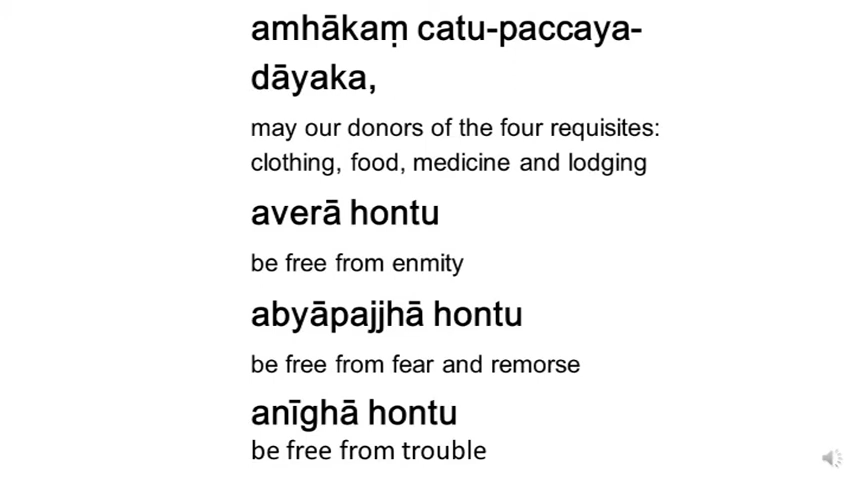 amhākaṃ catu-paccaya-
dāyaka,
may our donors of the four requisites:
clothing, food, medicine and lodging
averā hontu
be free from enmity
abyāpajjhā hontu
be free from fear and remorse
anīghā hontu
be free from trouble